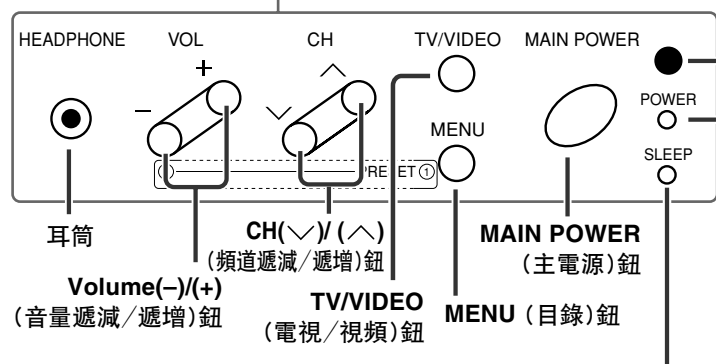 HEADPHONE VOL CH TV/VIDEO MAIN POWER
+
−
POWER
MENU
SLEEP
PRESET①
耳筒
CH(﹀)/(︿)
(頻道遞減/遞增)鈕
MAIN POWER
(主電源)鈕
Volume(–)/(+)
(音量遞減/遞增)鈕
TV/VIDEO
(電視/視頻)鈕
MENU (目錄)鈕